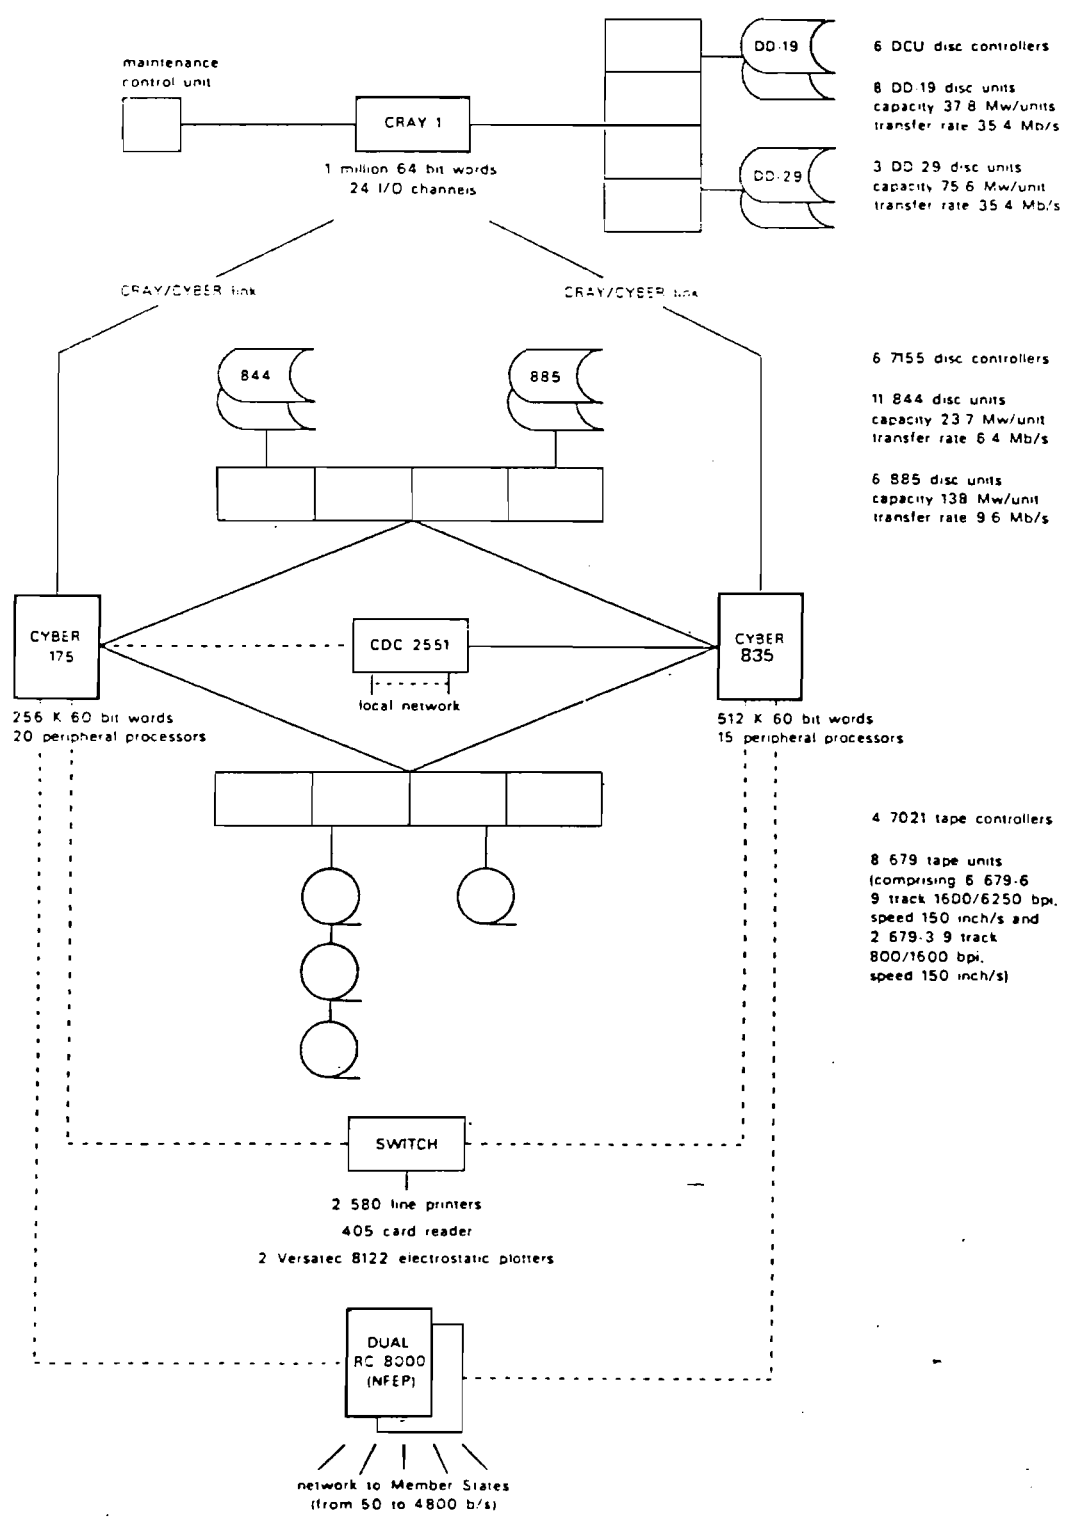 maintenance
control unit
CRAY 1
1 million 64 bit words
24 I/O channels
DD-19
DD-29
6 DCU disc controllers
8 DD-19 disc units
capacity 37.8 Mw/units
transfer rate 35.4 Mb/s
3 DD 29 disc units
capacity 75.6 Mw/unit
transfer rate 35.4 Mb/s
CRAY/CYBER link
CRAY/CYBER link
844
885
6 7155 disc controllers
11 844 disc units
capacity 23.7 Mw/unit
transfer rate 6.4 Mb/s
6 885 disc units
capacity 138 Mw/unit
transfer rate 9.6 Mb/s
CYBER
175
CDC 2551
local network
CYBER
835
256 K 60 bit words
20 peripheral processors
512 K 60 bit words
15 peripheral processors
4 7021 tape controllers
8 679 tape units
(comprising 6 679-6
9 track 1600/6250 bpi,
speed 150 inch/s and
2 679-3 9 track
800/1600 bpi,
speed 150 inch/s)
SWITCH
2 580 line printers
405 card reader
2 Versatec 8122 electrostatic plotters
DUAL
RC 8000
(NFEP)
network to Member States
(from 50 to 4800 b/s)